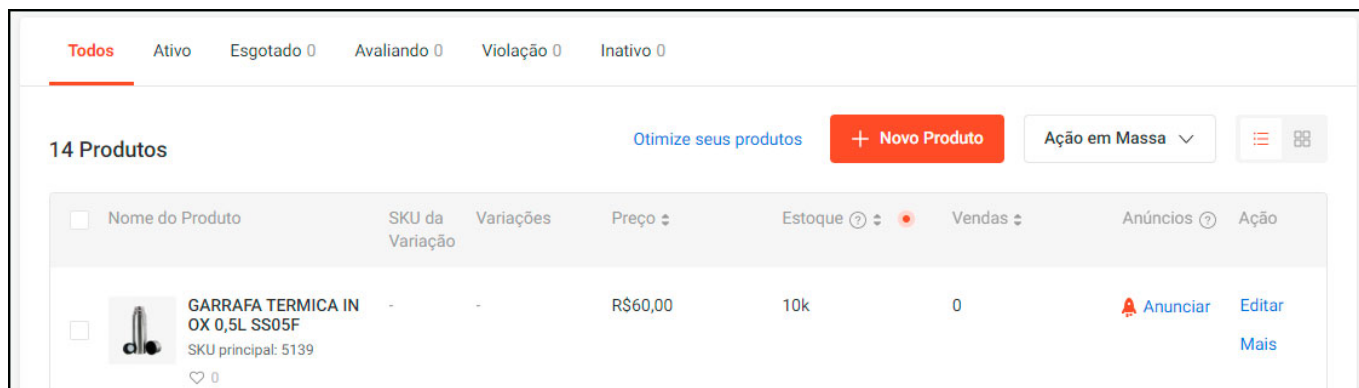 Todos Ativo Esgotado 0 Avaliando 0 Violação 0 Inativo 0
14 Produtos Otimize seus produtos + Novo Produto Ação em Massa
Nome do Produto SKU da Variação Variações Preço Estoque ? Vendas Anúncios ? Ação
GARRAFA TERMICA IN - - R$60,00 10k 0 Anunciar Editar
OX 0,5L SS05F
SKU principal: 5139 Mais
0